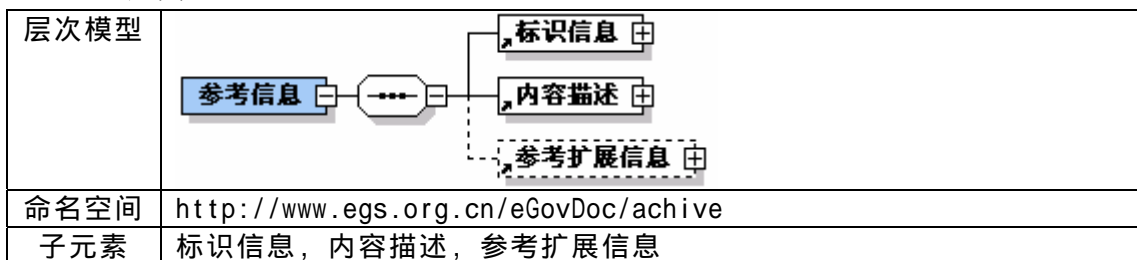 层次模型
标识信息
参考信息
内容描述
参考扩展信息
命名空间 http://www.egs.org.cn/eGovDoc/achive
子元素 标识信息, 内容描述, 参考扩展信息